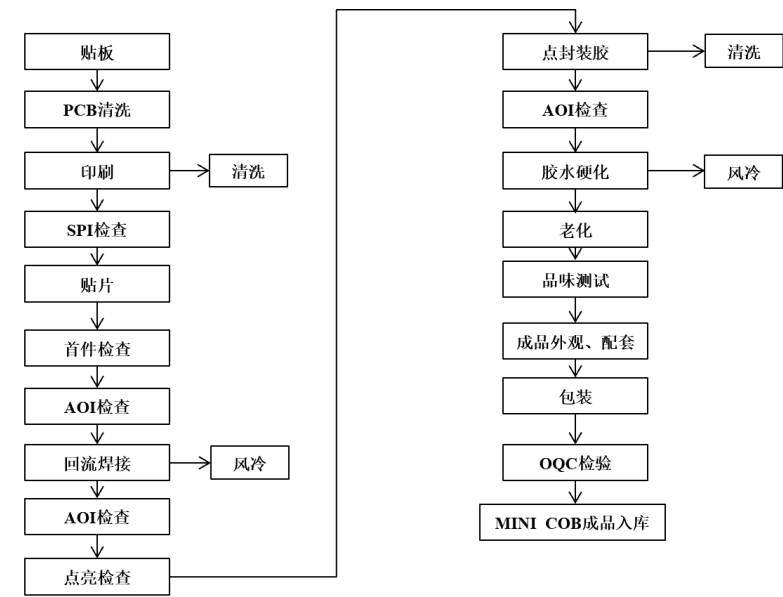 贴板
PCB清洗
印刷
清洗
SPI检查
贴片
首件检查
AOI检查
回流焊接
风冷
AOI检查
点亮检查
点封装胶
清洗
AOI检查
胶水硬化
风冷
老化
品味测试
成品外观、配套
包装
OQC检验
MINI COB成品入库